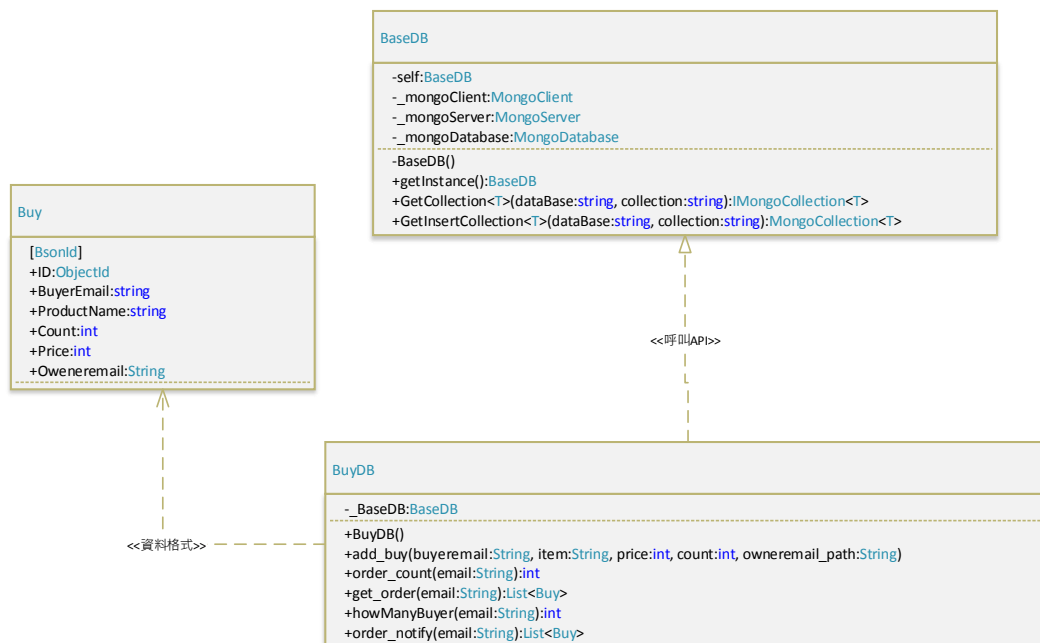 BaseDB
-self:BaseDB
-_mongoClient:MongoClient
-_mongoServer:MongoServer
-_mongoDatabase:MongoDatabase
-BaseDB()
+getInstance():BaseDB
+GetCollection<T>(dataBase:string, collection:string):IMongoCollection<T>
+GetInsertCollection<T>(dataBase:string, collection:string):MongoCollection<T>
Buy
[BsonId]
+ID:ObjectId
+BuyerEmail:string
+ProductName:string
+Count:int
+Price:int
+Oweneremail:String
<<呼叫API>>
<<資料格式>>
BuyDB
-_BaseDB:BaseDB
+BuyDB()
+add_buy(buyeremail:String, item:String, price:int, count:int, owneremail_path:String)
+order_count(email:String):int
+get_order(email:String):List<Buy>
+howManyBuyer(email:String):int
+order_notify(email:String):List<Buy>